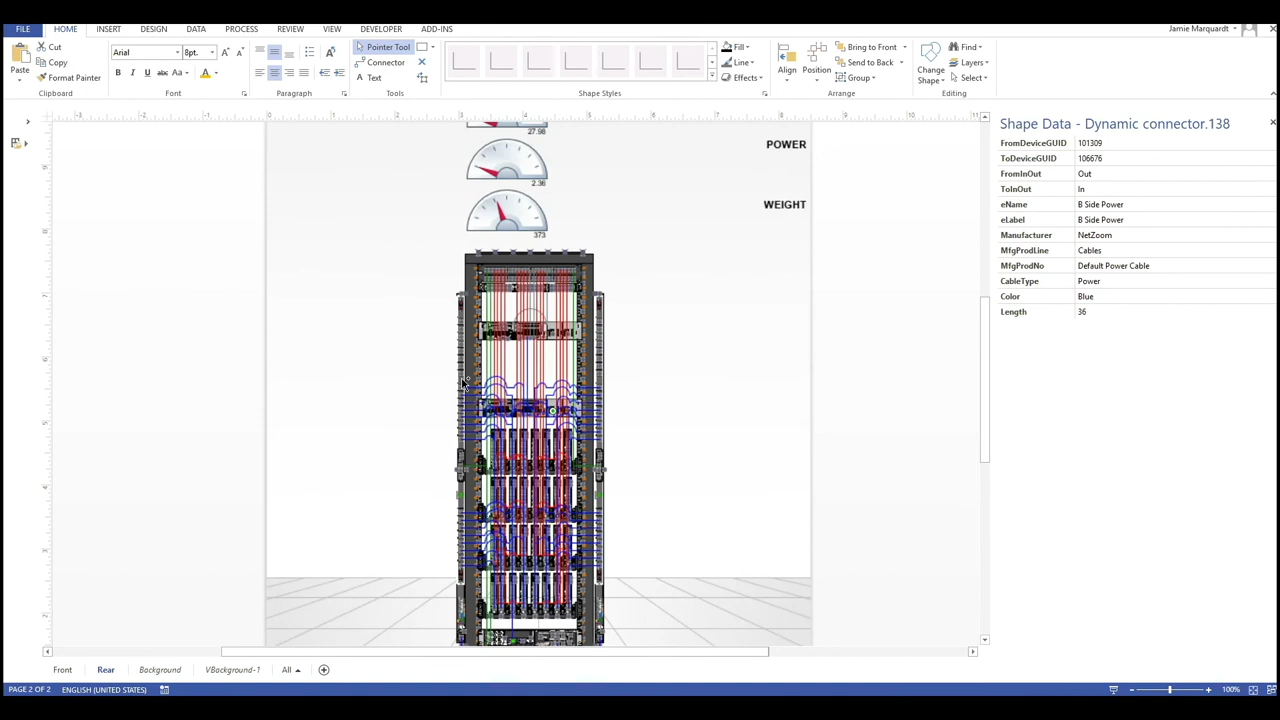 FILE HOME INSERT DESIGN DATA PROCESS REVIEW VIEW DEVELOPER ADD-INS Jamie Marquardt
Paste Cut Copy Format Painter
Arial 8pt. A A
B I U abc Aa A
Pointer Tool Connector Text
Fill Line Effects
Align Position
Bring to Front Send to Back Group
Change Shape
Find Layers Select
Clipboard Font Paragraph Tools Shape Styles Arrange Editing
27.98
POWER
2.36
WEIGHT
373
Shape Data - Dynamic connector.138
FromDeviceGUID 101309
ToDeviceGUID 106676
FromInOut Out
ToInOut In
eName B Side Power
eLabel B Side Power
Manufacturer NetZoom
MfgProdLine Cables
MfgProdNo Default Power Cable
CableType Power
Color Blue
Length 36
Front Rear Background VBackground-1 All
PAGE 2 OF 2 ENGLISH (UNITED STATES) 100%